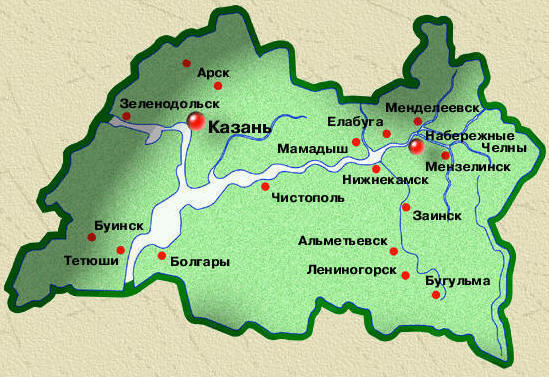 Арск
Зеленодольск
Казань
Менделеевск
Елабуга
Набережные
Челны
Мамадыш
Мензелинск
Нижнекамск
Чистополь
Заинск
Буинск
Альметьевск
Тетюши
Болгары
Лениногорск
Бугульма